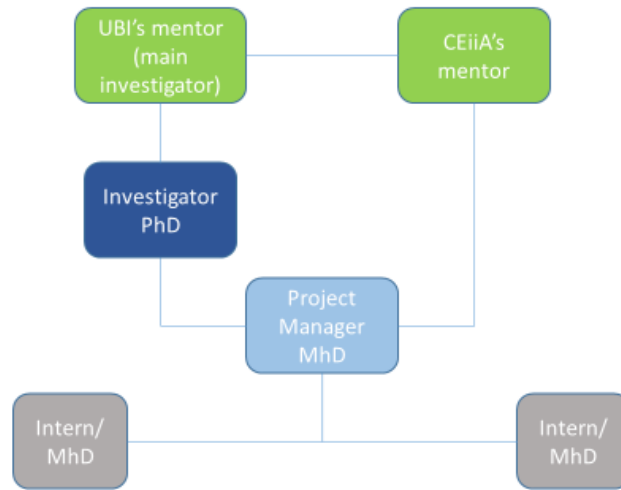 UBI's mentor
(main
investigator)
CEiiA's
mentor
Investigator
PhD
Project
Manager
MhD
Intern/
MhD
Intern/
MhD